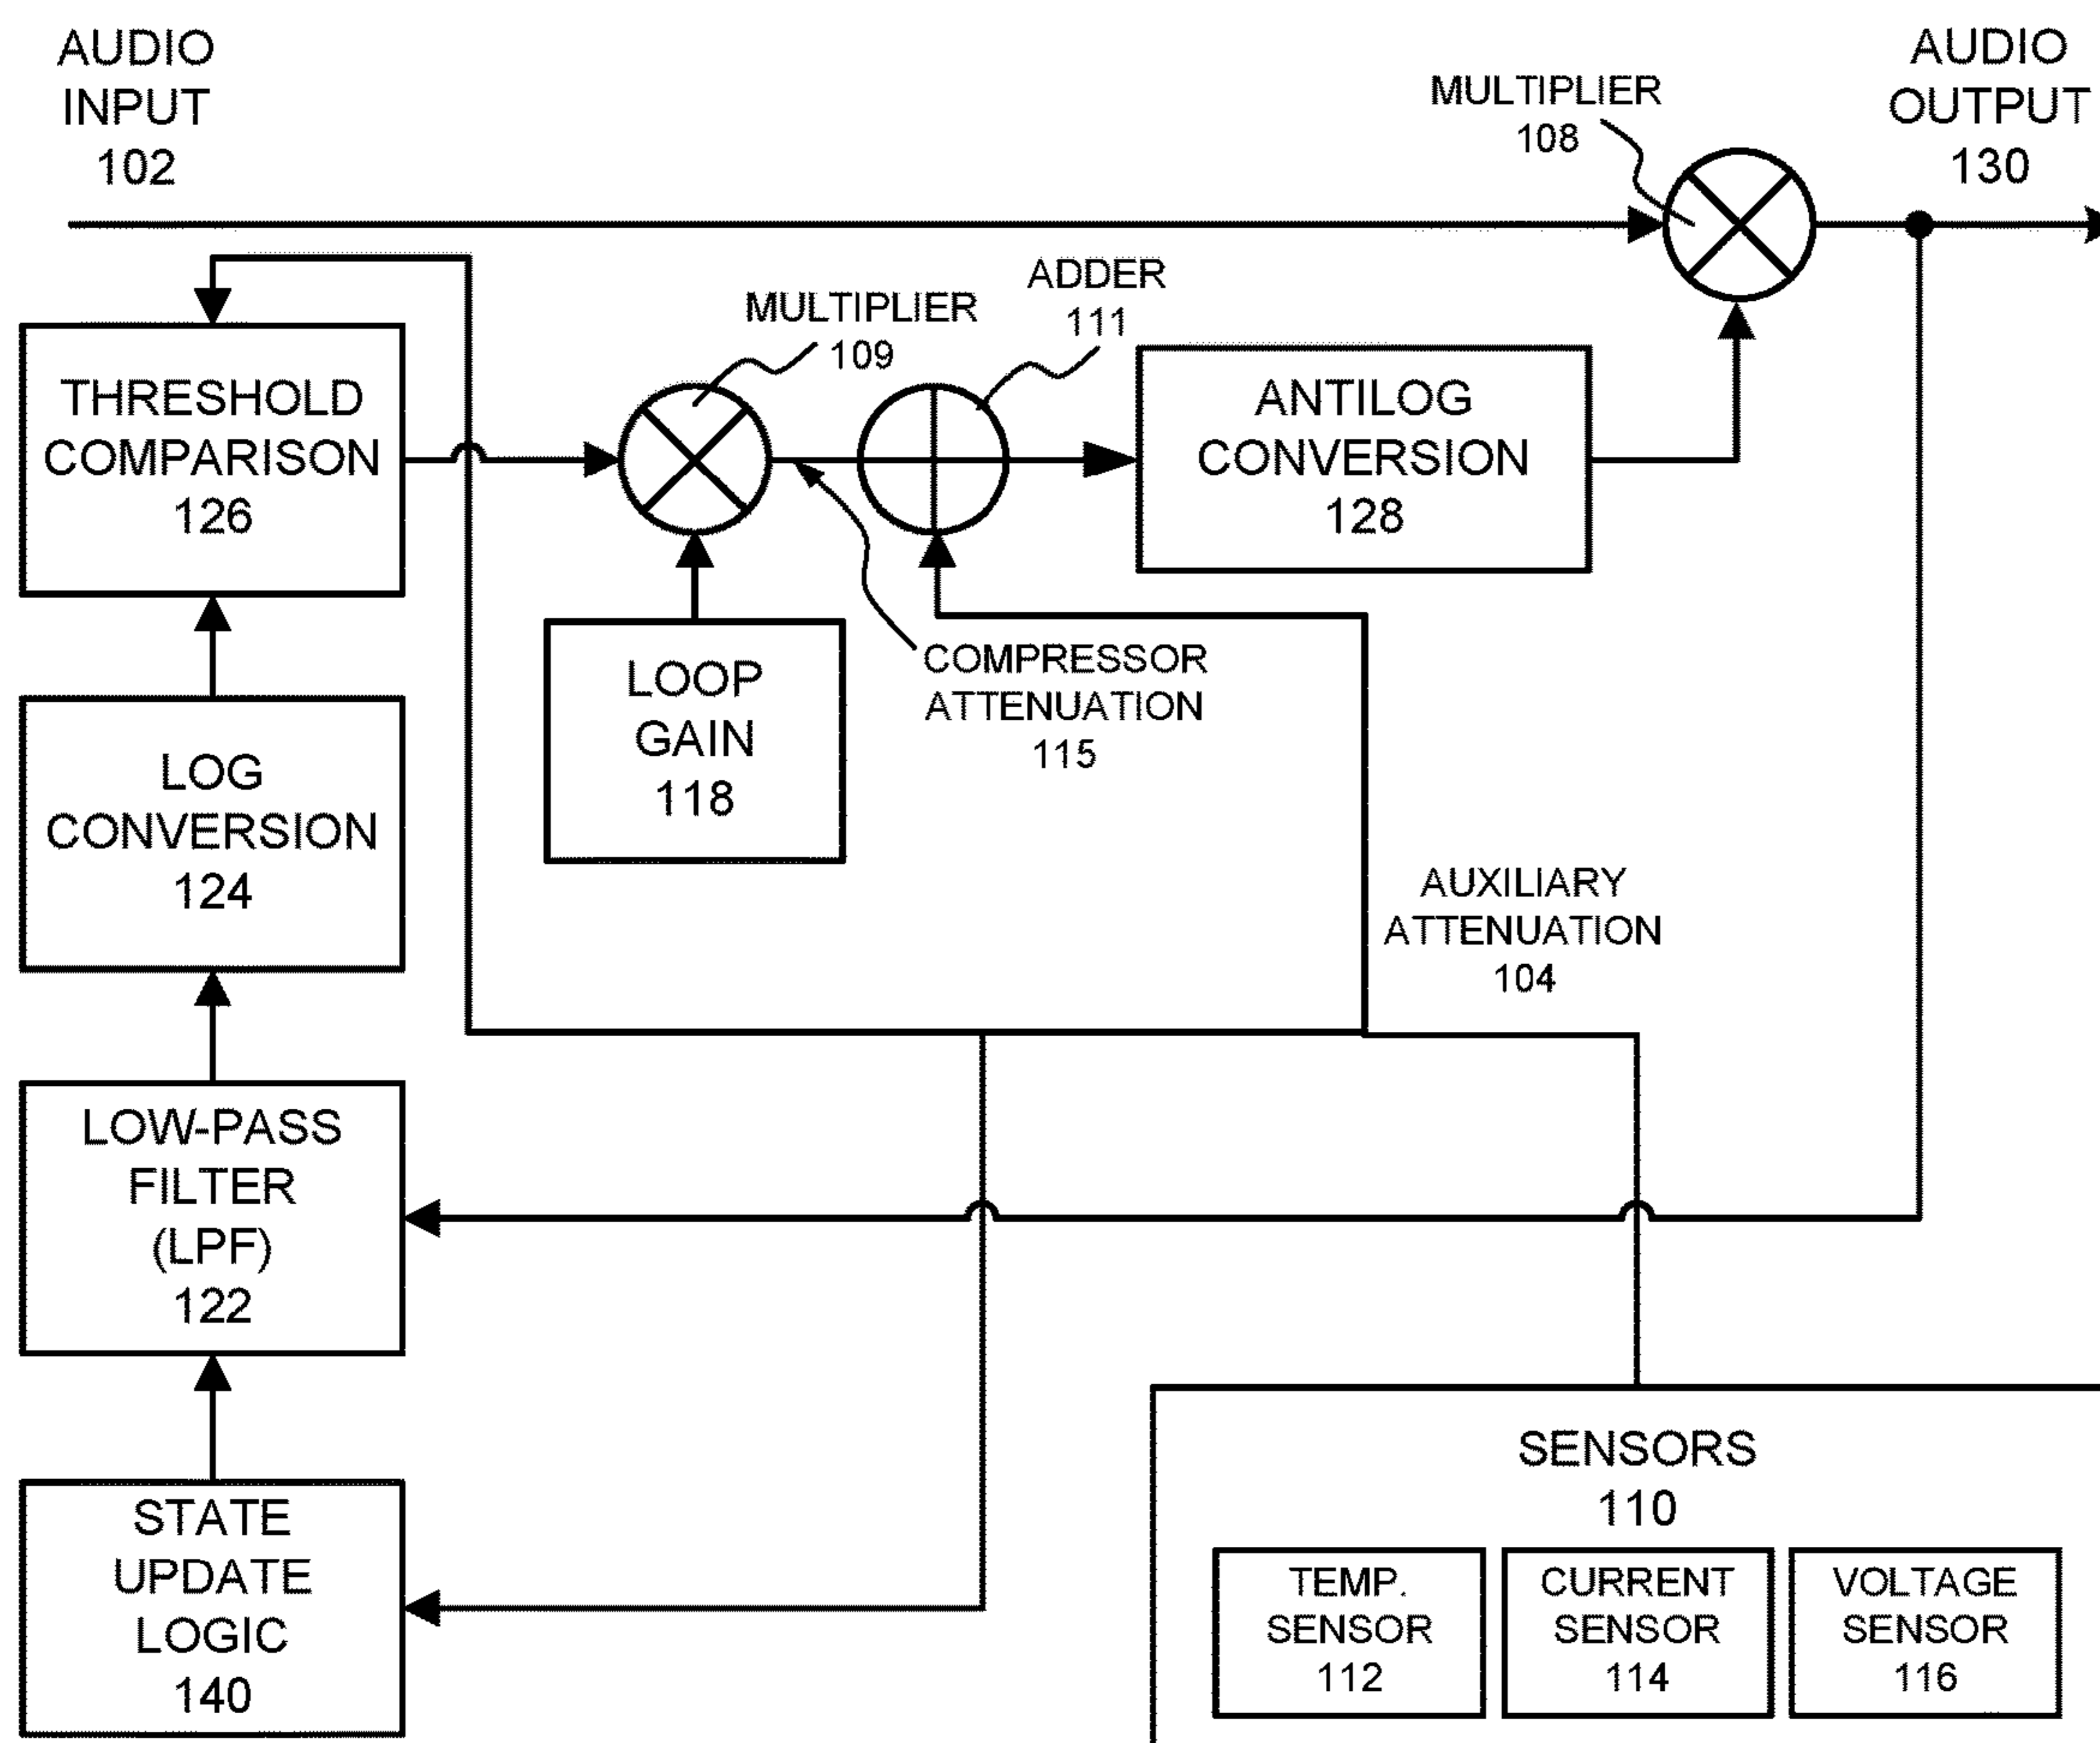 AUDIO
INPUT
102
MULTIPLIER
108
AUDIO
OUTPUT
130
MULTIPLIER
109
ADDER
111
THRESHOLD
COMPARISON
126
ANTILOG
CONVERSION
128
LOOP
GAIN
118
COMPRESSOR
ATTENUATION
115
LOG
CONVERSION
124
AUXILIARY
ATTENUATION
104
LOW-PASS
FILTER
(LPF)
122
STATE
UPDATE
LOGIC
140
SENSORS
110
TEMP.
SENSOR
112
CURRENT
SENSOR
114
VOLTAGE
SENSOR
116